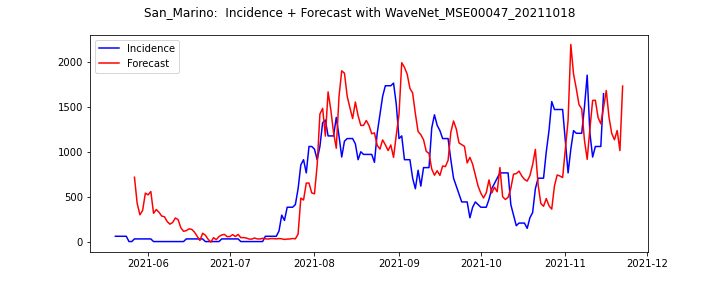 San_Marino:  Incidence + Forecast with WaveNet_MSE00047_20211018
Incidence
Forecast
2000
1500
1000
500
0
2021-06 2021-07 2021-08 2021-09 2021-10 2021-11 2021-12